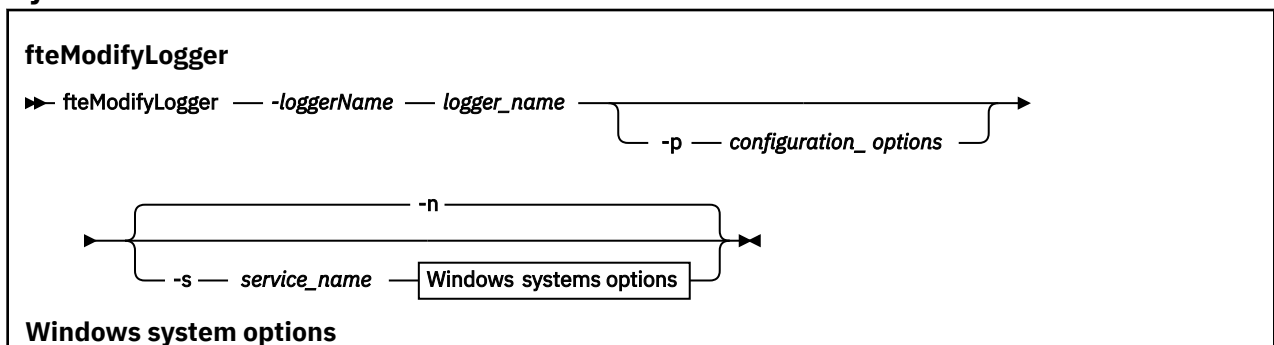 fteModifyLogger
fteModifyLogger -loggerName logger_name
-p configuration_ options
-n
-s service_name Windows systems options
Windows system options